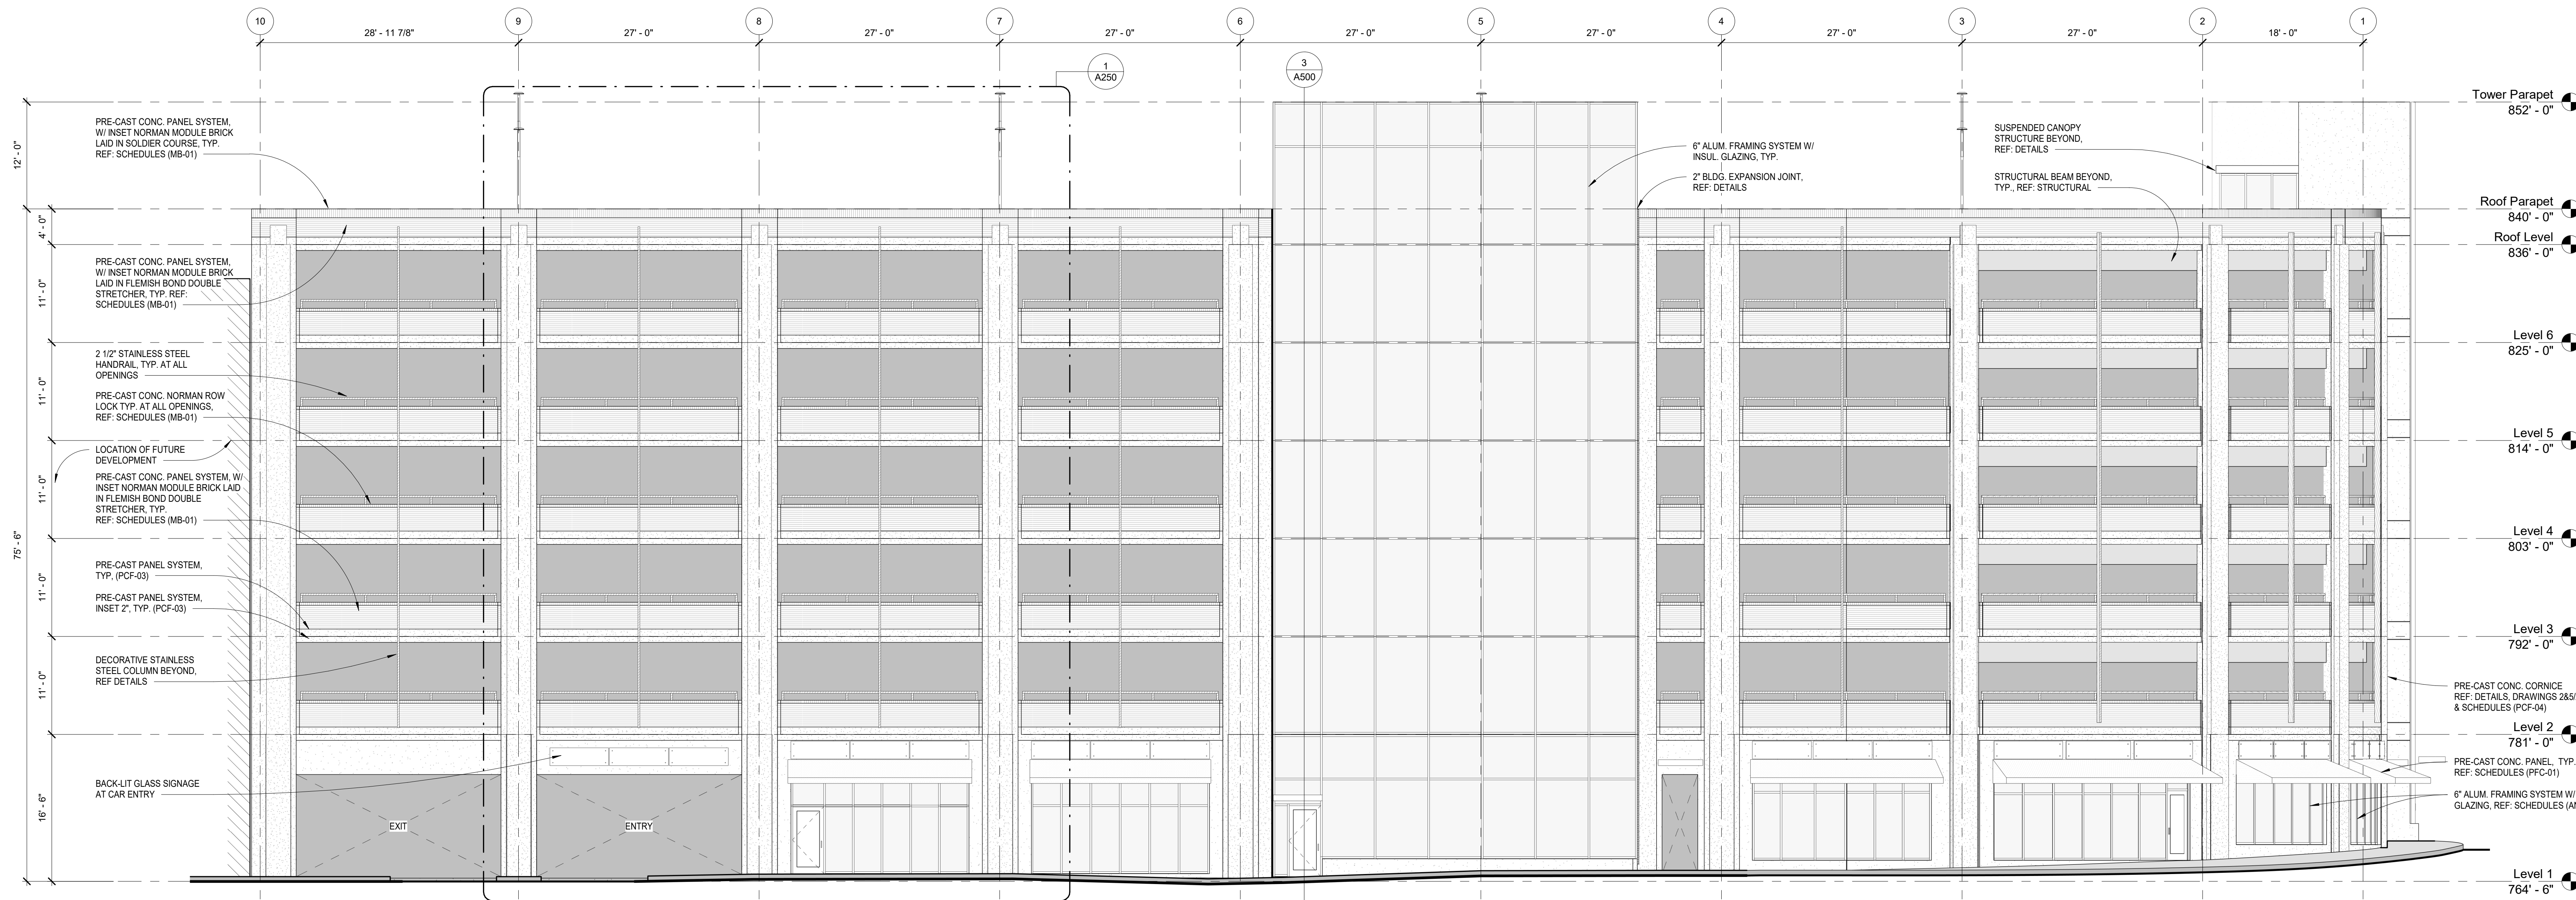 10
9
8
7
6
5
4
3
2
1
28' - 11 7/8"
27' - 0"
27' - 0"
27' - 0"
27' - 0"
27' - 0"
27' - 0"
27' - 0"
18' - 0"
1
A250
3
A500
12' - 0"
75' - 6"
4' - 0"
11' - 0"
11' - 0"
11' - 0"
11' - 0"
11' - 0"
16' - 6"
PRE-CAST CONC. PANEL SYSTEM,
W/ INSET NORMAN MODULE BRICK
LAID IN SOLDIER COURSE, TYP.
REF: SCHEDULES (MB-01)
PRE-CAST CONC. PANEL SYSTEM,
W/ INSET NORMAN MODULE BRICK
LAID IN FLEMISH BOND DOUBLE
STRETCHER, TYP. REF:
SCHEDULES (MB-01)
2 1/2" STAINLESS STEEL
HANDRAIL, TYP. AT ALL
OPENINGS
PRE-CAST CONC. NORMAN ROW
LOCK TYP. AT ALL OPENINGS,
REF: SCHEDULES (MB-01)
LOCATION OF FUTURE
DEVELOPMENT
PRE-CAST CONC. PANEL SYSTEM, W/
INSET NORMAN MODULE BRICK LAID
IN FLEMISH BOND DOUBLE
STRETCHER, TYP.
REF: SCHEDULES (MB-01)
PRE-CAST PANEL SYSTEM,
TYP, (PCF-03)
PRE-CAST PANEL SYSTEM,
INSET 2", TYP. (PCF-03)
DECORATIVE STAINLESS
STEEL COLUMN BEYOND,
REF DETAILS
BACK-LIT GLASS SIGNAGE
AT CAR ENTRY
EXIT
ENTRY
6" ALUM. FRAMING SYSTEM W/
INSUL. GLAZING, TYP.
2" BLDG. EXPANSION JOINT,
REF: DETAILS
SUSPENDED CANOPY
STRUCTURE BEYOND,
REF: DETAILS
STRUCTURAL BEAM BEYOND,
TYP., REF: STRUCTURAL
Tower Parapet
852' - 0"
Roof Parapet
840' - 0"
Roof Level
836' - 0"
Level 6
825' - 0"
Level 5
814' - 0"
Level 4
803' - 0"
Level 3
792' - 0"
PRE-CAST CONC. CORNICE
REF: DETAILS, DRAWINGS 2&5/
& SCHEDULES (PCF-04)
Level 2
781' - 0"
PRE-CAST CONC. PANEL, TYP.
REF: SCHEDULES (PFC-01)
6" ALUM. FRAMING SYSTEM W/
GLAZING, REF: SCHEDULES
Level 1
764' - 6"